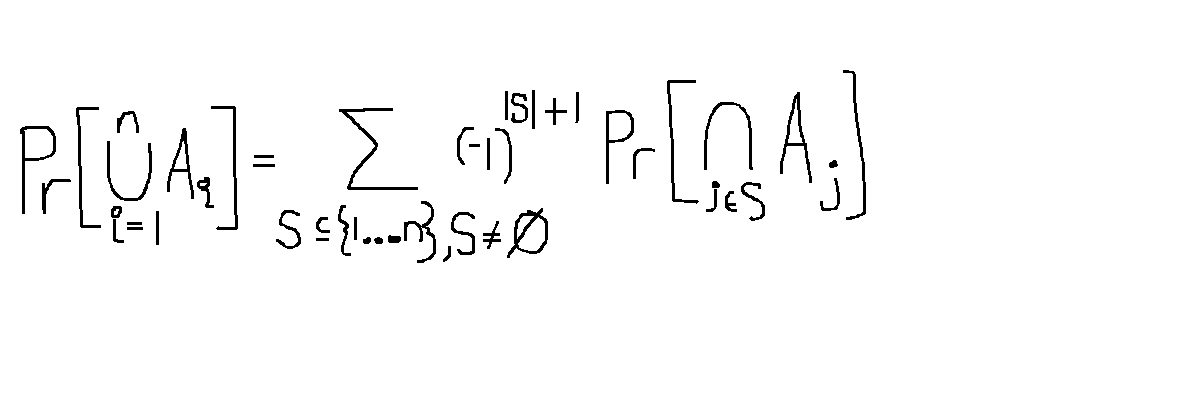 Pr[⋃_{i=1}^{n} A_i] = ∑_{S ⊆ {1...n}, S ≠ ∅} (-1)^{|S|+1} Pr[⋂_{j∈S} A_j]